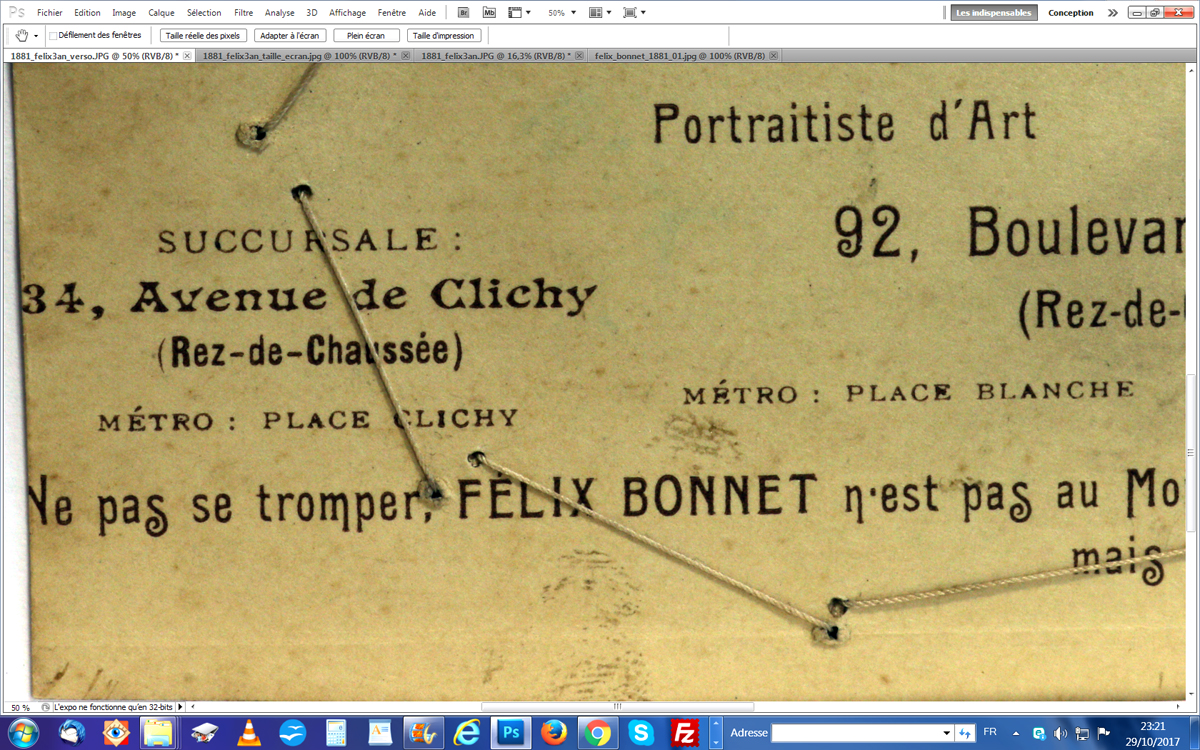 Ps Fichier Edition Image Calque Sélection Filtre Analyse 3D Affichage Fenêtre Aide Br Mb 50% Les indispensables Conception
Défilement des fenêtres Taille réelle des pixels Adapter à l'écran Plein écran Taille d'impression
1881_felix3an_verso.JPG @ 50% (RVB/8) * 1881_felix3an_taille_ecran.jpg @ 100% (RVB/8) * 1881_felix3an.JPG @ 16,3% (RVB/8) * felix_bonnet_1881_01.jpg @ 100% (RVB/8)
Portraitiste d'Art
SUCCURSALE :
34, Avenue de Clichy
(Rez-de-Chaussée)
MÉTRO : PLACE CLICHY
92, Boulevar
(Rez-de-
MÉTRO : PLACE BLANCHE
Ne pas se tromper, FÉLIX BONNET n'est pas au Mo
mais
50 % L'expo ne fonctionne qu'en 32-bits
Ps Fz Adresse FR 23:21
29/10/2017